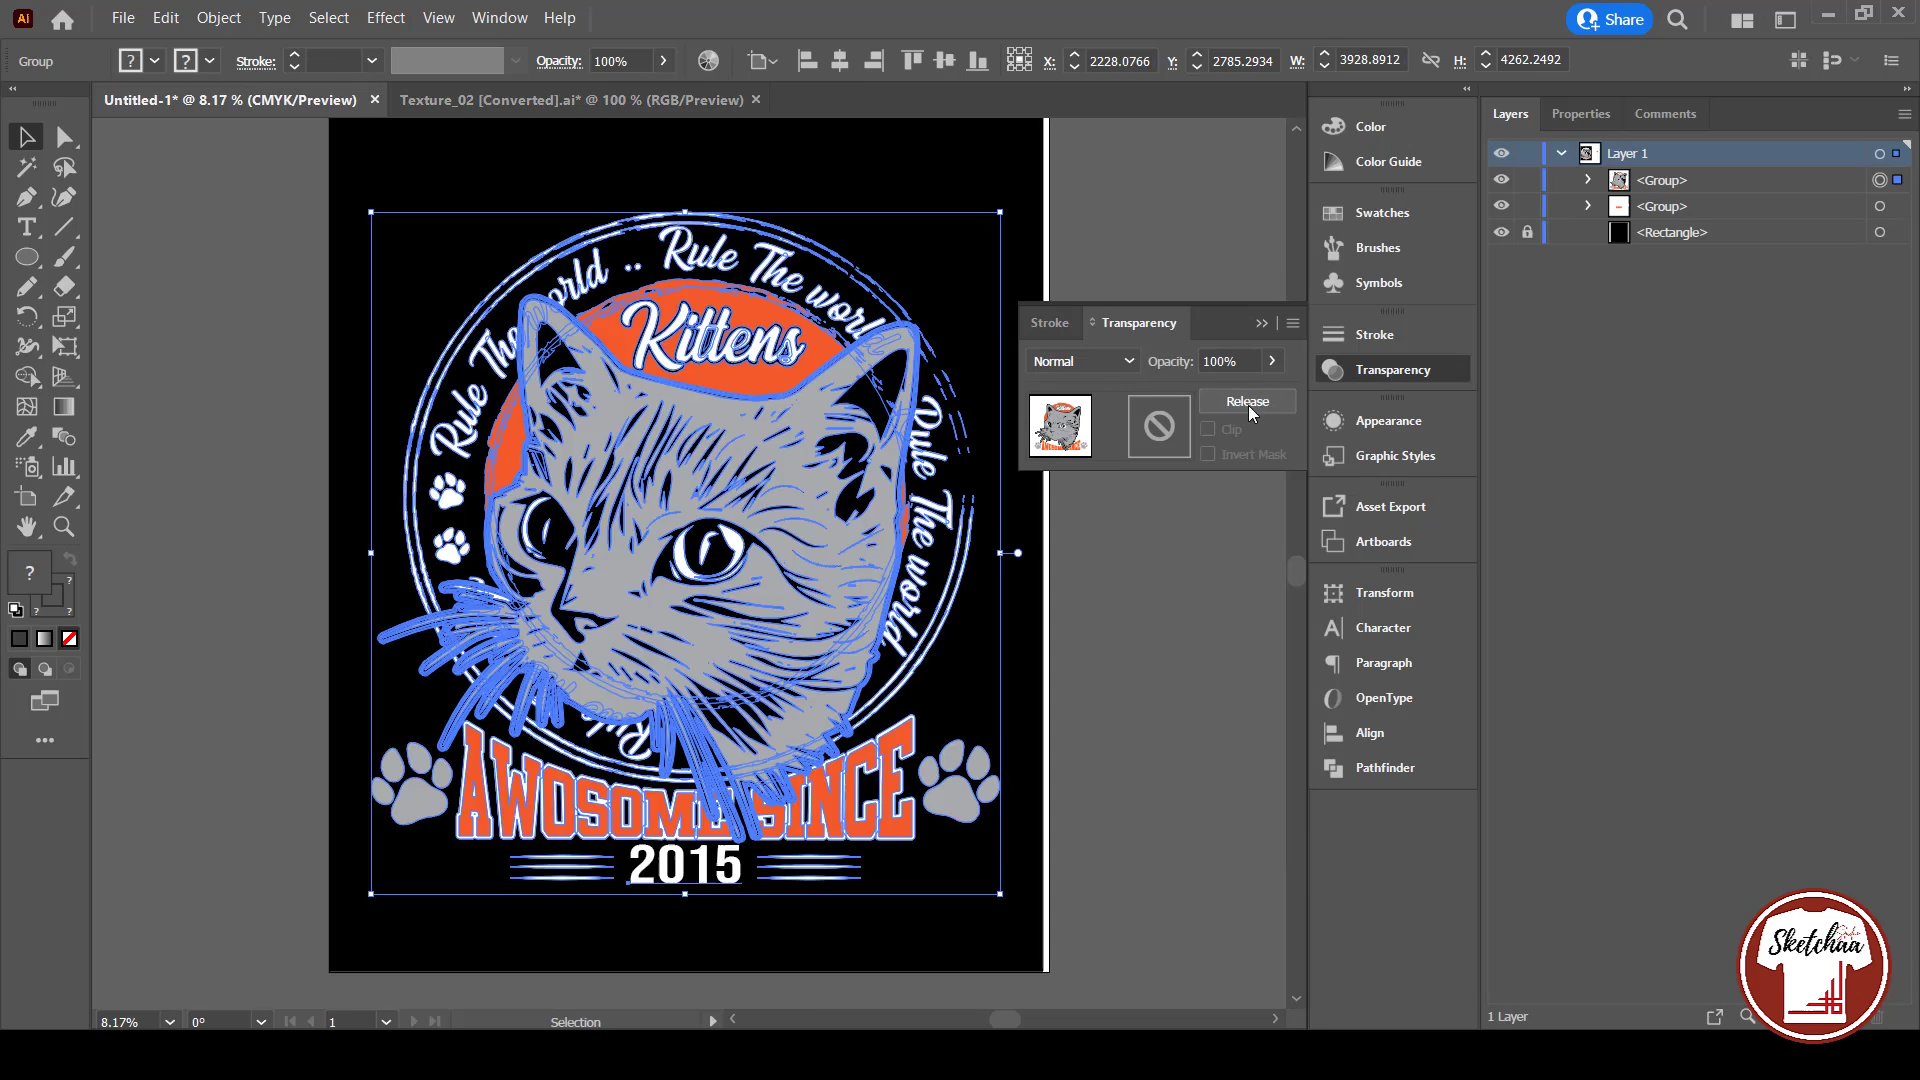 Ai File Edit Object Type Select Effect View Window Help Share
Group ? ? Stroke: Opacity: 100% X: 2228.0766 Y: 2785.2934 W: 3928.8912 H: 4262.2492
Untitled-1* @ 8.17 % (CMYK/Preview) Texture_02 [Converted].ai* @ 100 % (RGB/Preview)
Layers Properties Comments
Layer 1
<Group>
<Group>
<Rectangle>
Color
Color Guide
Swatches
Brushes
Symbols
Stroke
Transparency
Appearance
Graphic Styles
Asset Export
Artboards
Transform
Character
Paragraph
OpenType
Align
Pathfinder
Stroke Transparency
Normal Opacity: 100%
Release
Clip
Invert Mask
Rule The world .. Rule The world
Rule The world
Rule
Kittens
AWOSOME SINCE
2015
? ? ?
8.17% 0° 1 Selection
1 Layer
Sketchaa
Studio